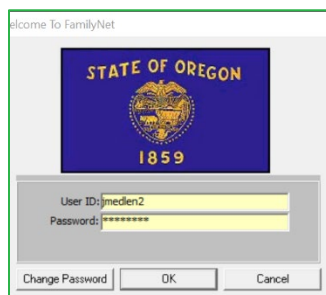 elcome To FamilyNet
STATE OF OREGON
1859
User ID: jmedlen2
Password: ********
Change Password OK Cancel